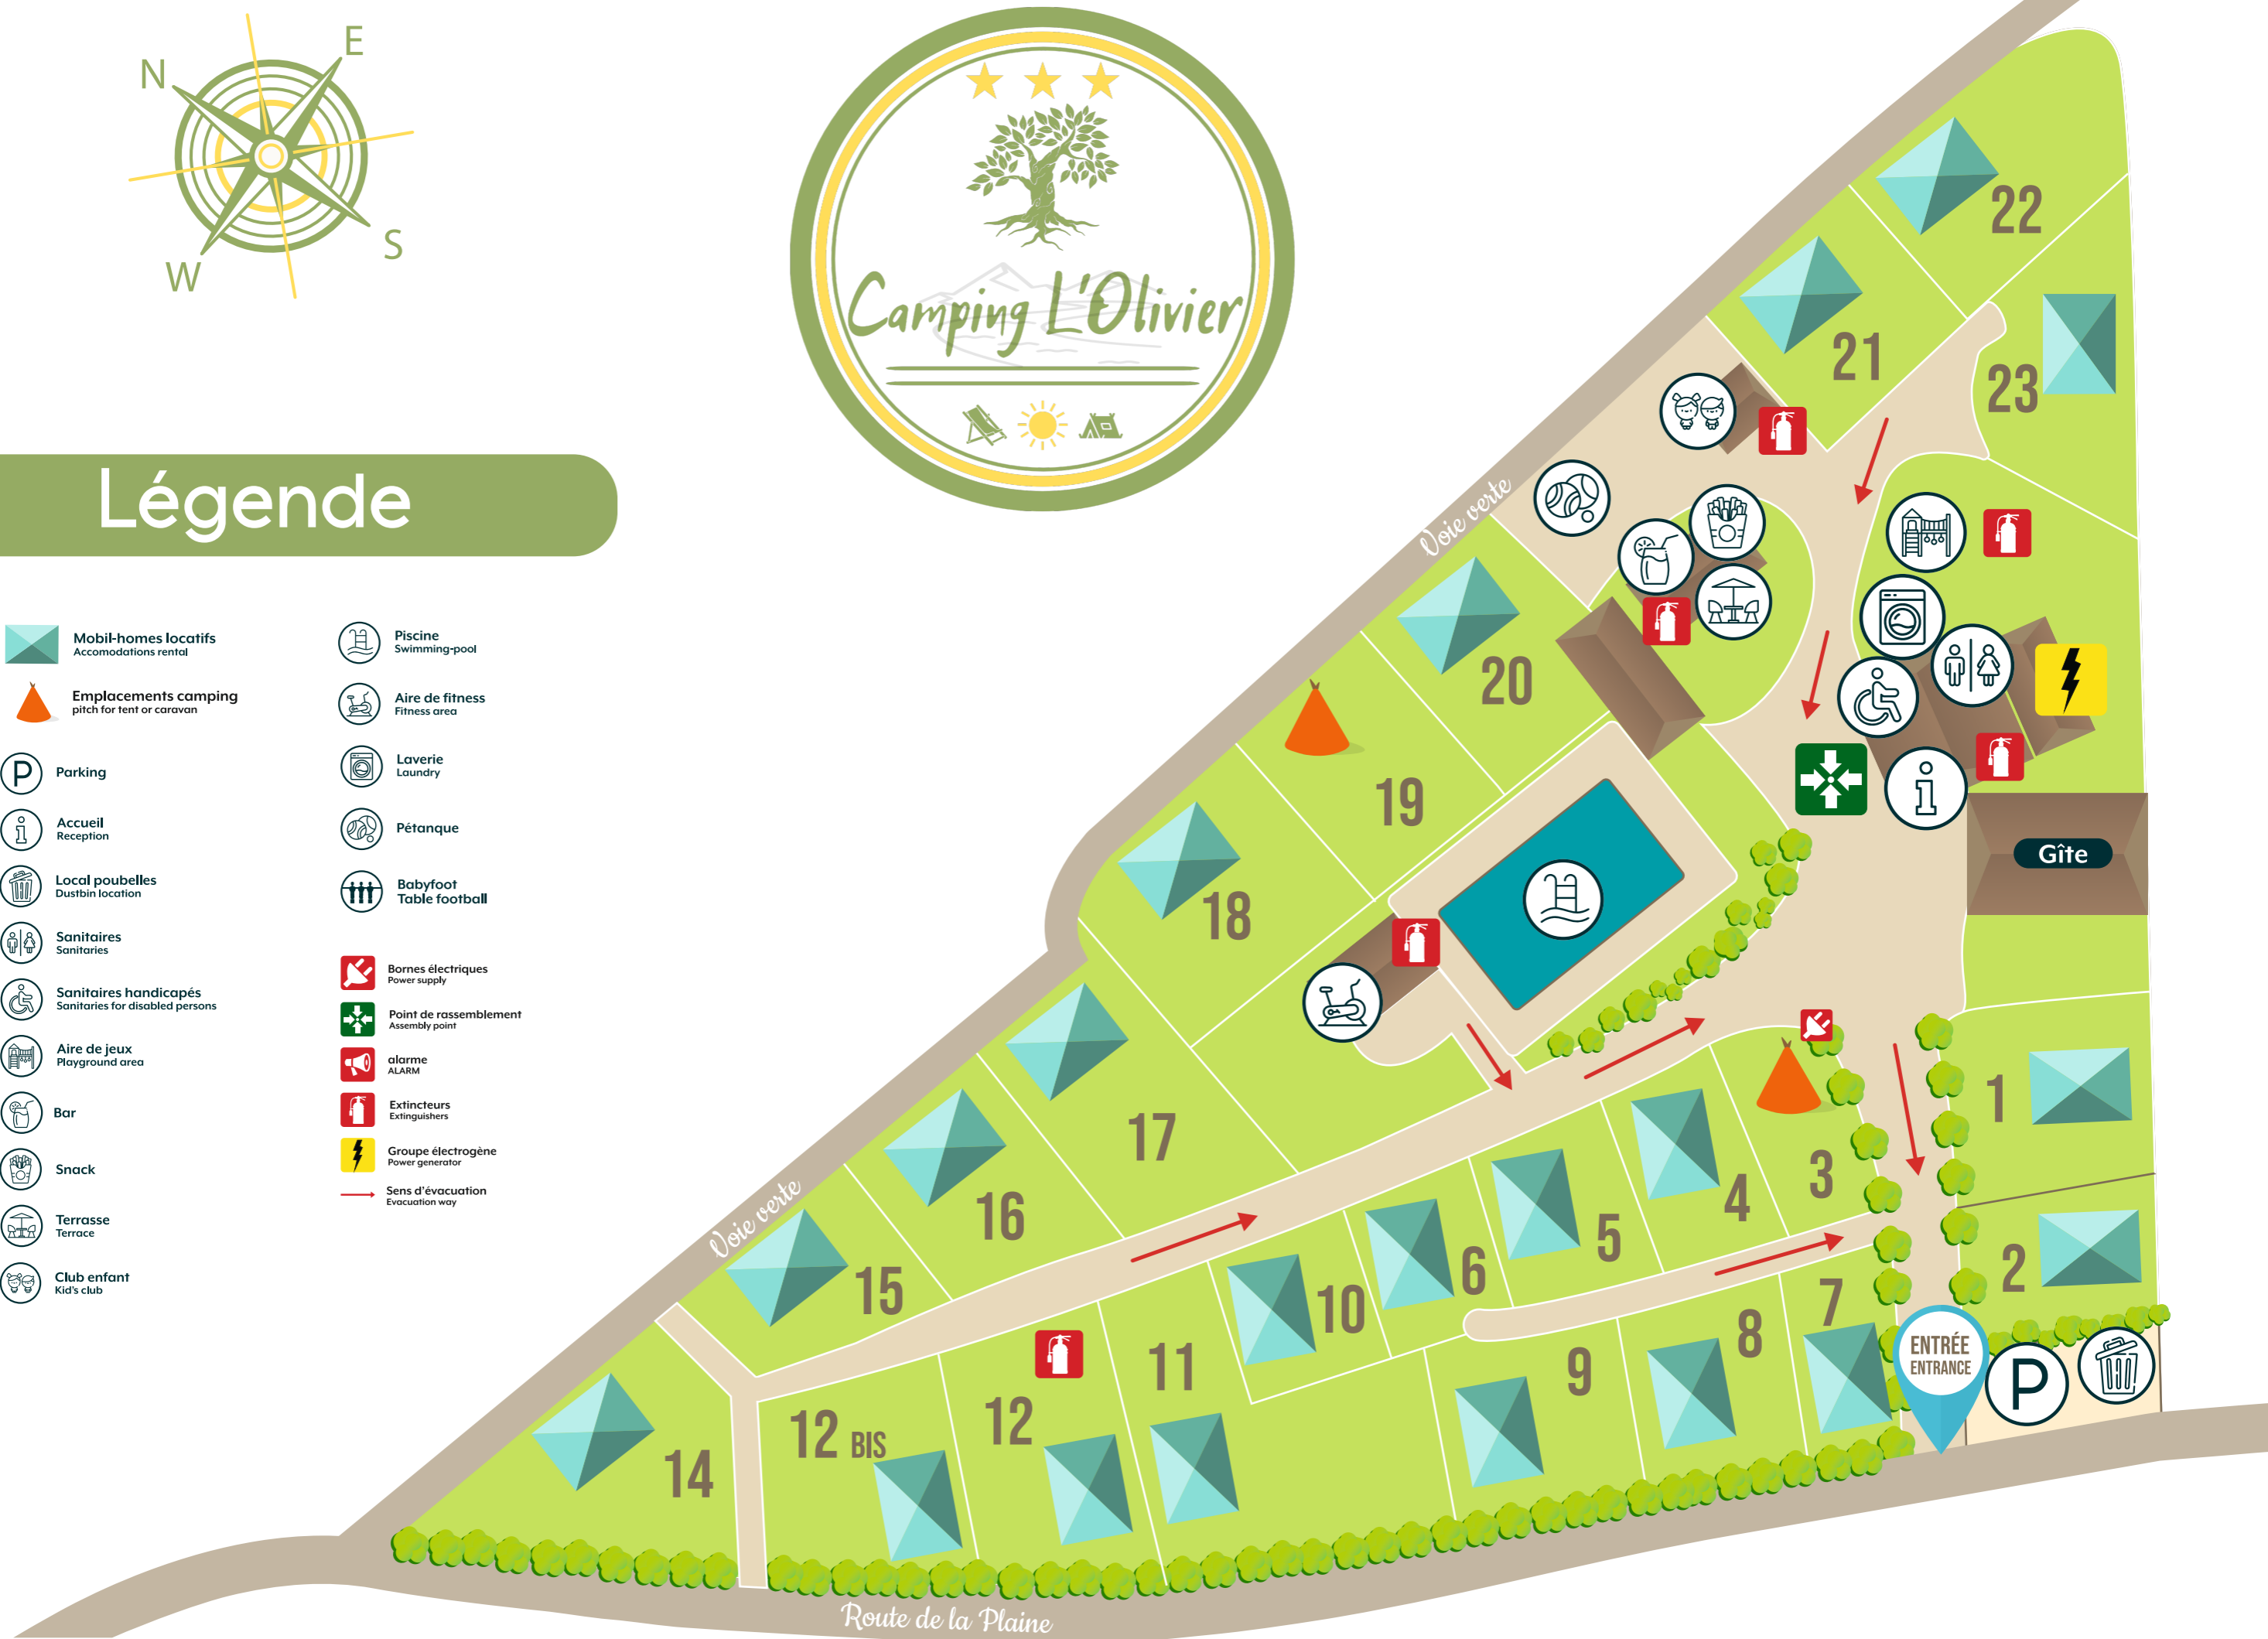 N
E
S
W
Camping L'Olivier
Légende
Mobil-homes locatifs
Accomodations rental
Emplacements camping
pitch for tent or caravan
P
Parking
i
Accueil
Reception
Local poubelles
Dustbin location
Sanitaires
Sanitaries
Sanitaires handicapés
Sanitaries for disabled persons
Aire de jeux
Playground area
Bar
Snack
Terrasse
Terrace
Club enfant
Kid's club
Piscine
Swimming-pool
Aire de fitness
Fitness area
Laverie
Laundry
Pétanque
Babyfoot
Table football
Bornes électriques
Power supply
Point de rassemblement
Assembly point
alarme
ALARM
Extincteurs
Extinguishers
Groupe électrogène
Power generator
Sens d'évacuation
Evacuation way
22
21
23
Voie verte
20
19
18
i
Gîte
17
16
15
Voie verte
14
12 BIS
12
11
10
6
5
4
3
1
2
7
8
9
ENTRÉE
ENTRANCE
P
Route de la Plaine